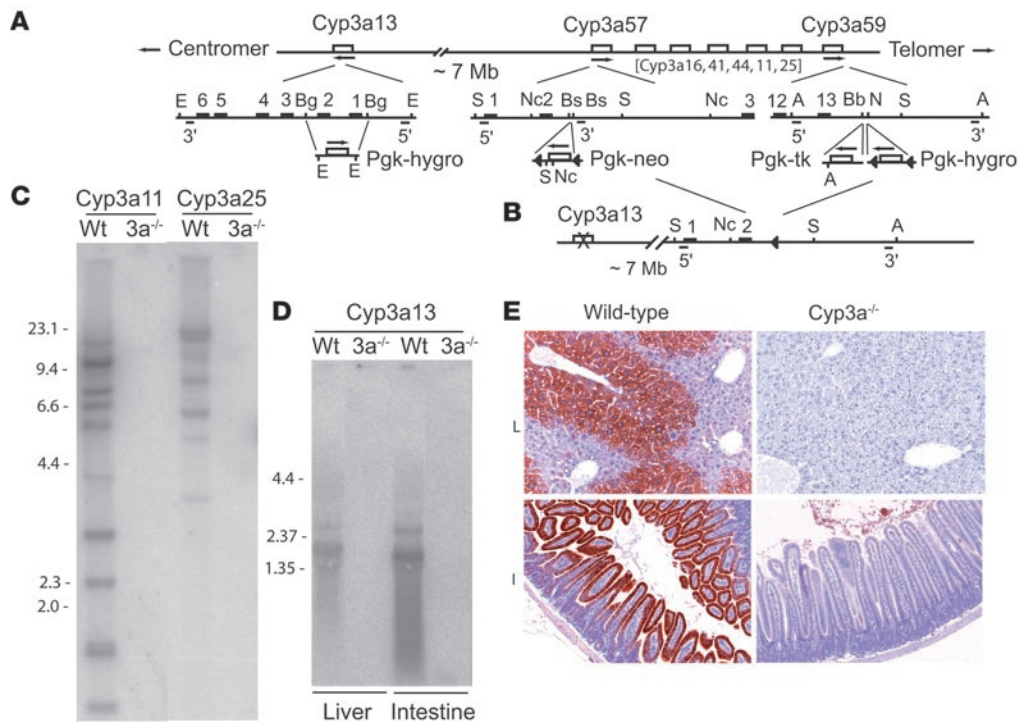 A
Cyp3a13 Cyp3a57 Cyp3a59
Centromer Telomer
~ 7 Mb [Cyp3a16, 41, 44, 11, 25]
E 6 5 4 3 Bg 2 1 Bg E S 1 Nc 2 Bs Bs S Nc 3 12 A 13 Bb N S A
3' 5' 5' 3' 3'
E E Pgk-hygro S Nc Pgk-neo Pgk-tk A Pgk-hygro
B
Cyp3a13 S 1 Nc 2 S A
~ 7 Mb 5' 3'
C
Cyp3a11 Cyp3a25
Wt 3a-/- Wt 3a-/-
23.1 -
9.4 -
6.6 -
4.4 -
2.3 -
2.0 -
D
Cyp3a13
Wt 3a-/- Wt 3a-/-
4.4 -
2.37 -
1.35 -
Liver Intestine
E
Wild-type Cyp3a-/-
L
I